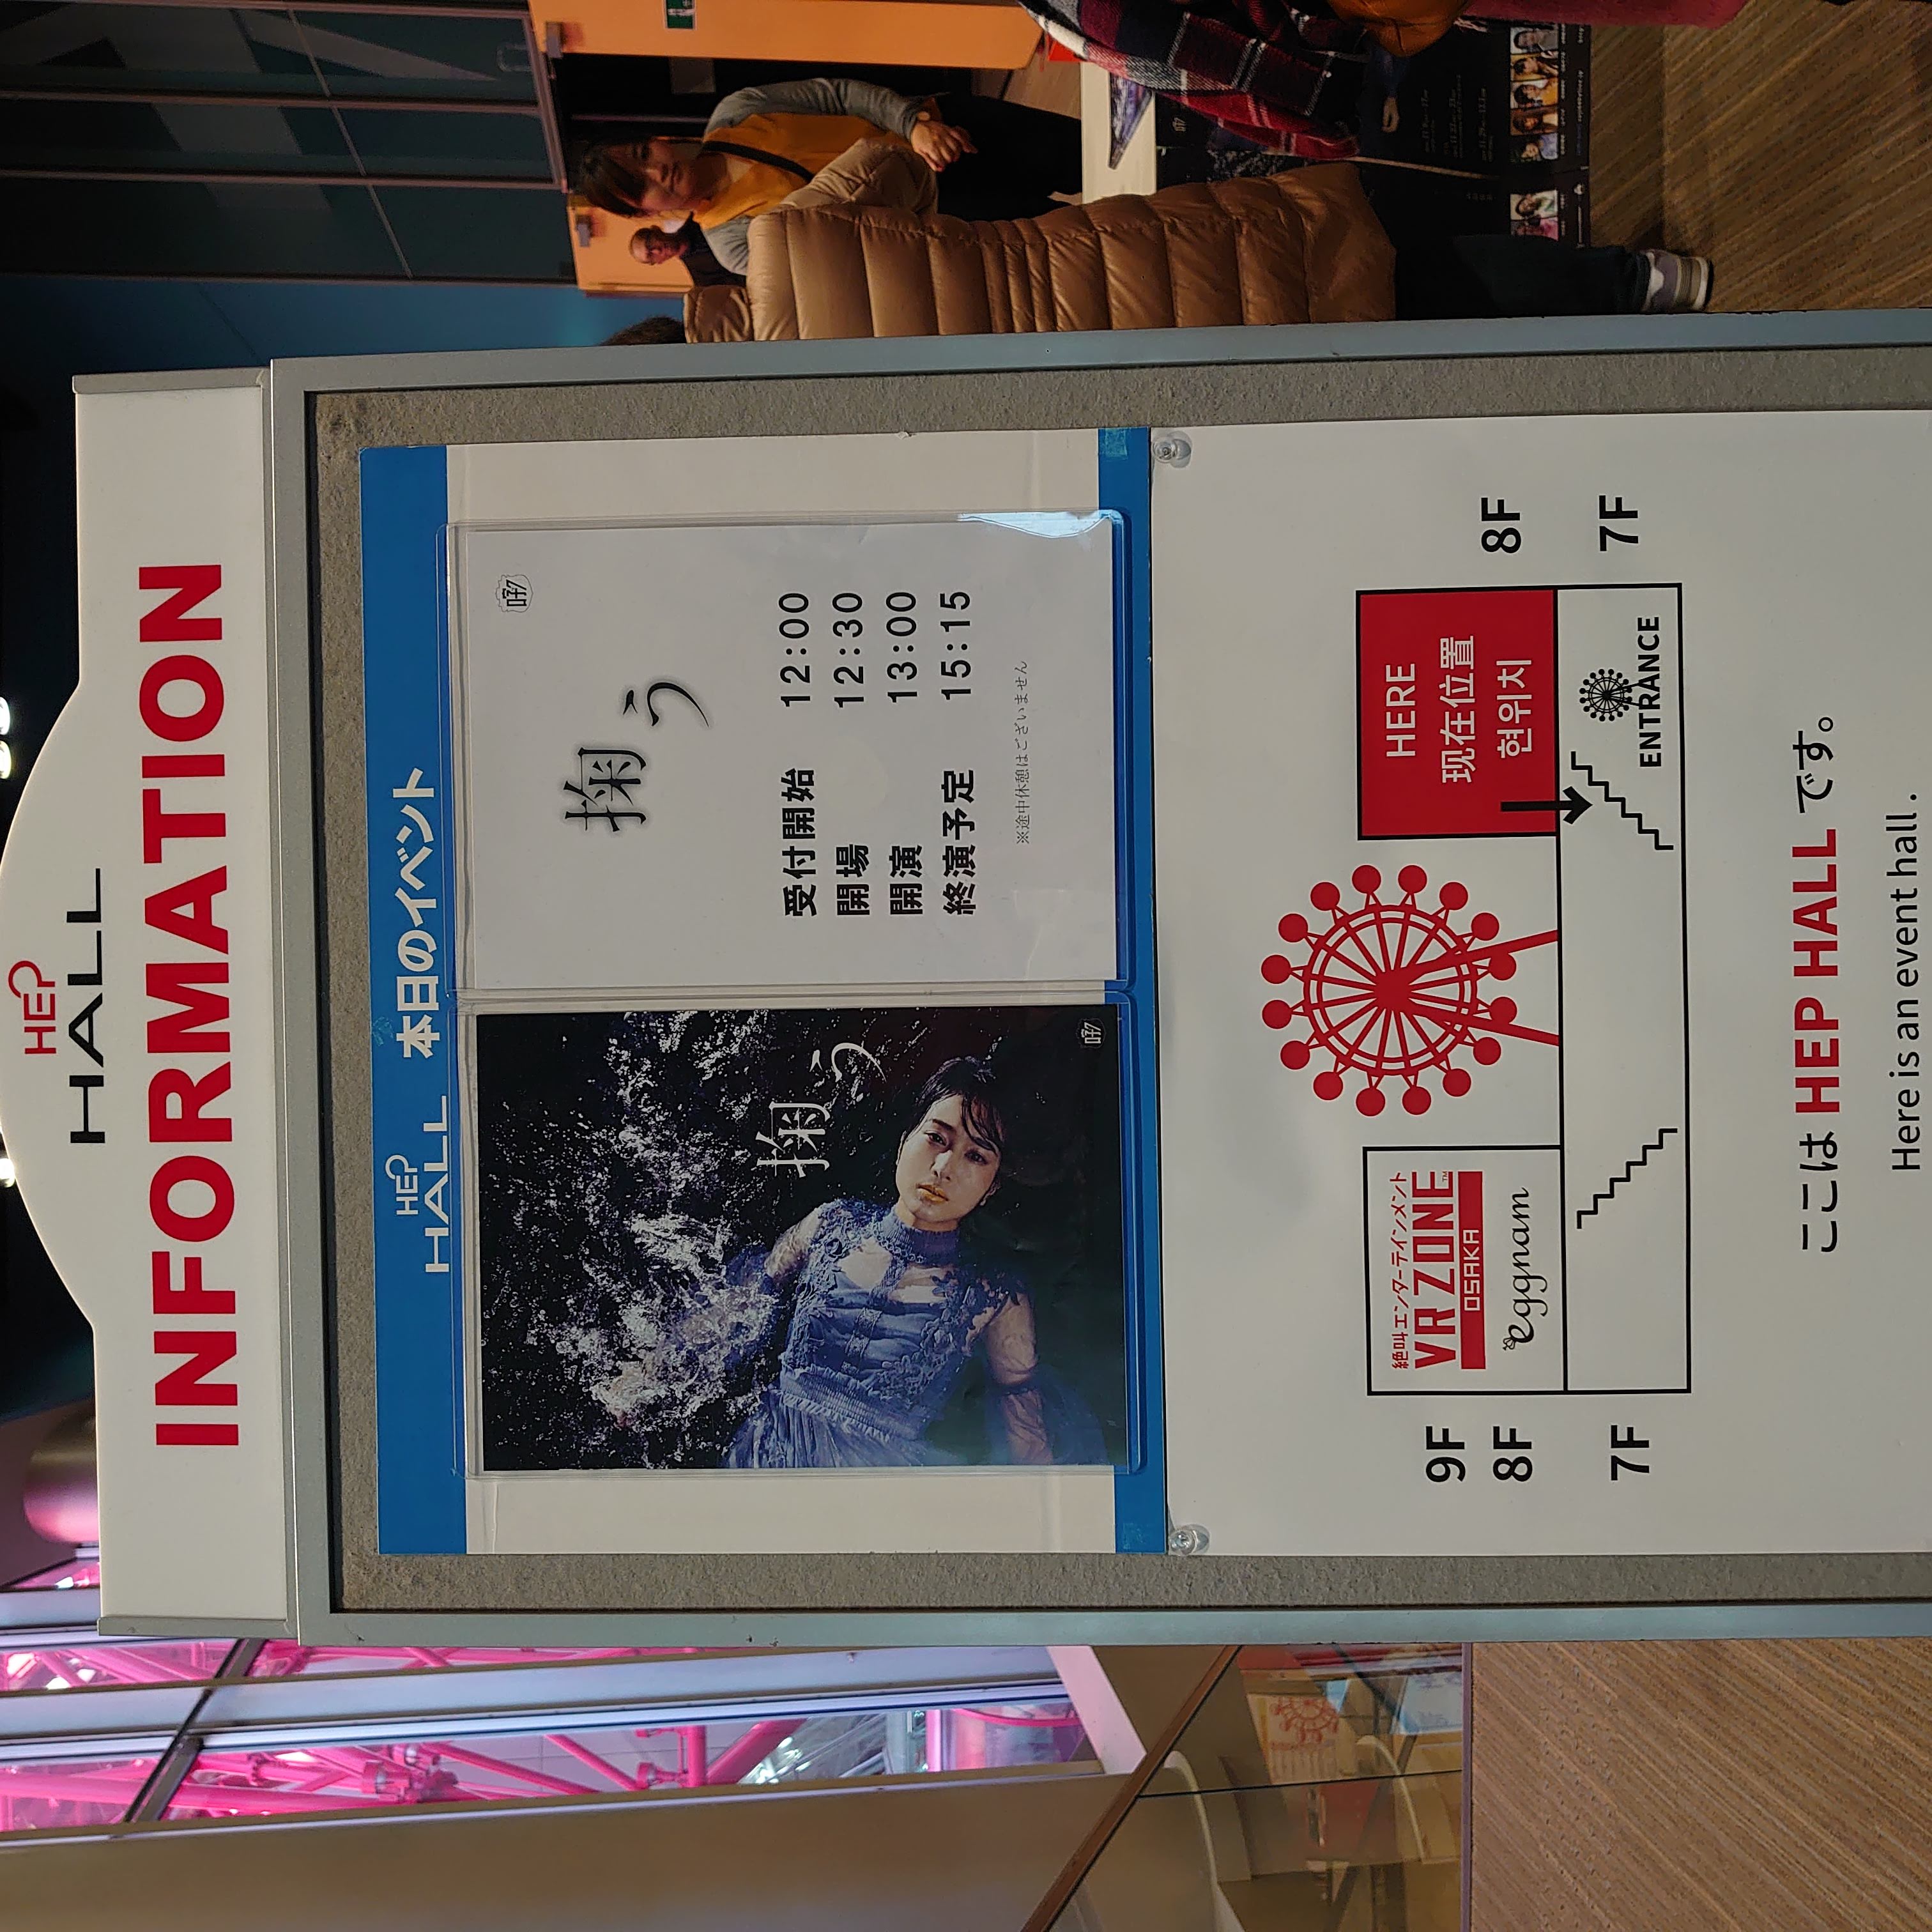 HEP
HALL
INFORMATION
HEP
HALL 本日のイベント
掬う
掬う
受付開始 12:00
開場 12:30
開演 13:00
終演予定 15:15
※途中休憩はございません
絶叫エンターテインメント
VR ZONE
OSAKA
eggnam
9F
8F
7F
HERE
现在位置
현위치
8F
7F
ENTRANCE
ここは HEP HALL です。
Here is an event hall.